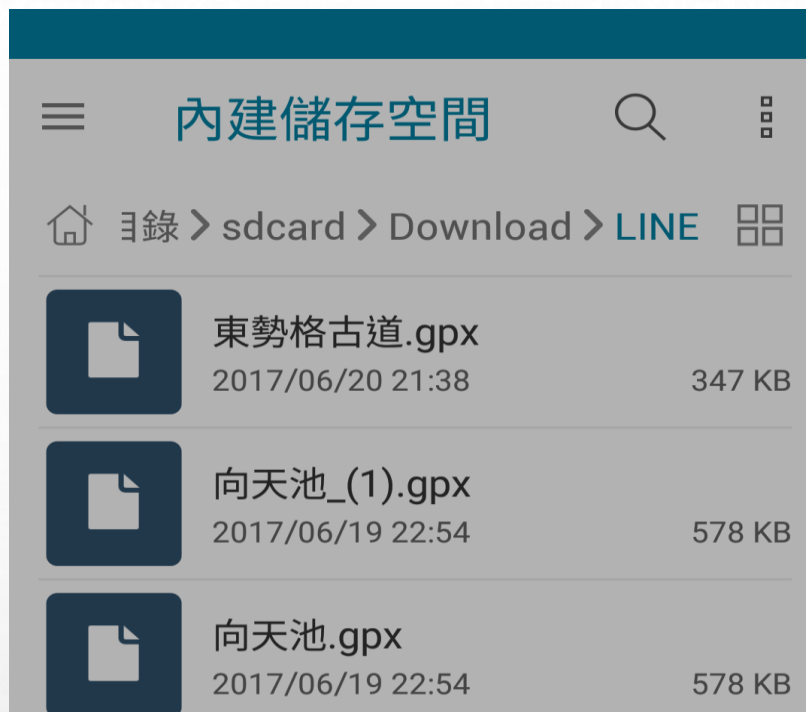 內建儲存空間
目錄 > sdcard > Download > LINE
東勢格古道.gpx
2017/06/20 21:38 347 KB
向天池_(1).gpx
2017/06/19 22:54 578 KB
向天池.gpx
2017/06/19 22:54 578 KB